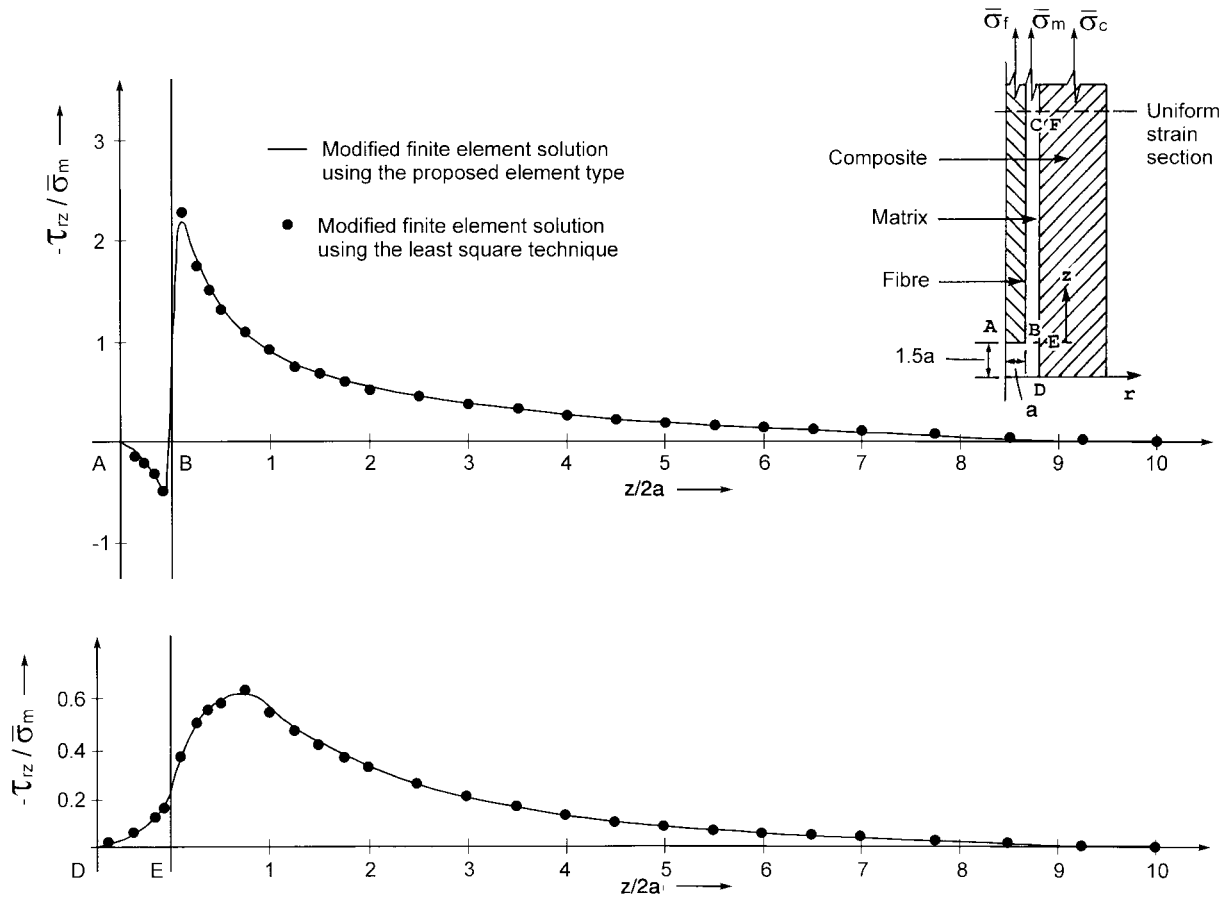 -τrz / σ̄m
3
2
1
-1
A
B
1
2
3
4
5
6
7
8
9
10
z/2a
Modified finite element solution
using the proposed element type
Modified finite element solution
using the least square technique
σ̄f
σ̄m
σ̄c
C
F
Uniform
strain
section
Composite
Matrix
Fibre
z
A
B
E
1.5a
D
a
r
-τrz / σ̄m
0.6
0.4
0.2
D
E
1
2
3
4
5
6
7
8
9
10
z/2a